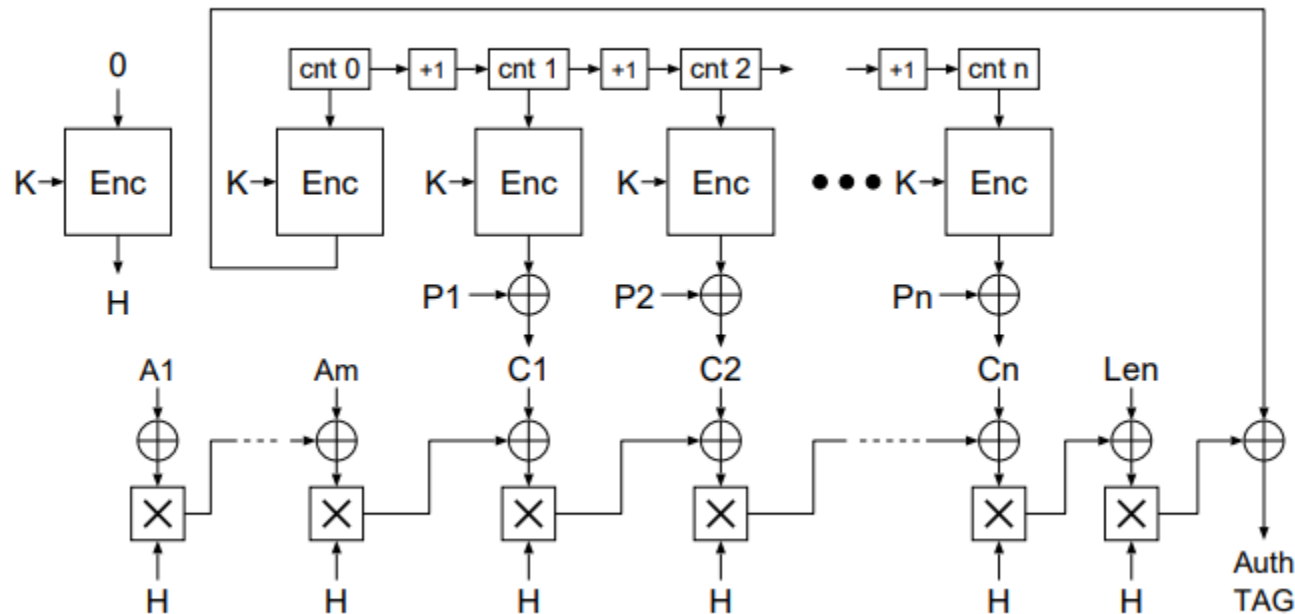 0
cnt 0 +1 cnt 1 +1 cnt 2 +1 cnt n
K Enc K Enc K Enc K Enc K Enc
H
P1 P2 Pn
A1 Am C1 C2 Cn Len
H H H H H H
Auth
TAG